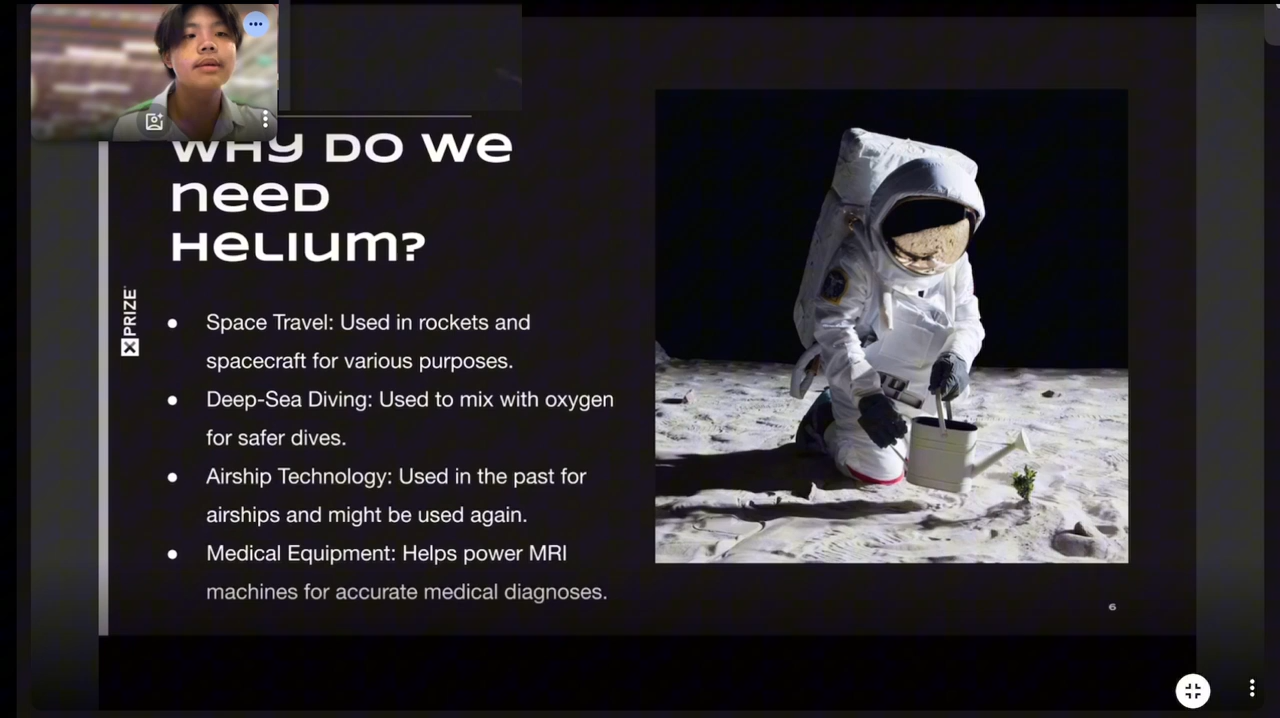 WHY DO WE
NEED
HELIUM?
XPRIZE
Space Travel: Used in rockets and
spacecraft for various purposes.
Deep-Sea Diving: Used to mix with oxygen
for safer dives.
Airship Technology: Used in the past for
airships and might be used again.
Medical Equipment: Helps power MRI
machines for accurate medical diagnoses.
6